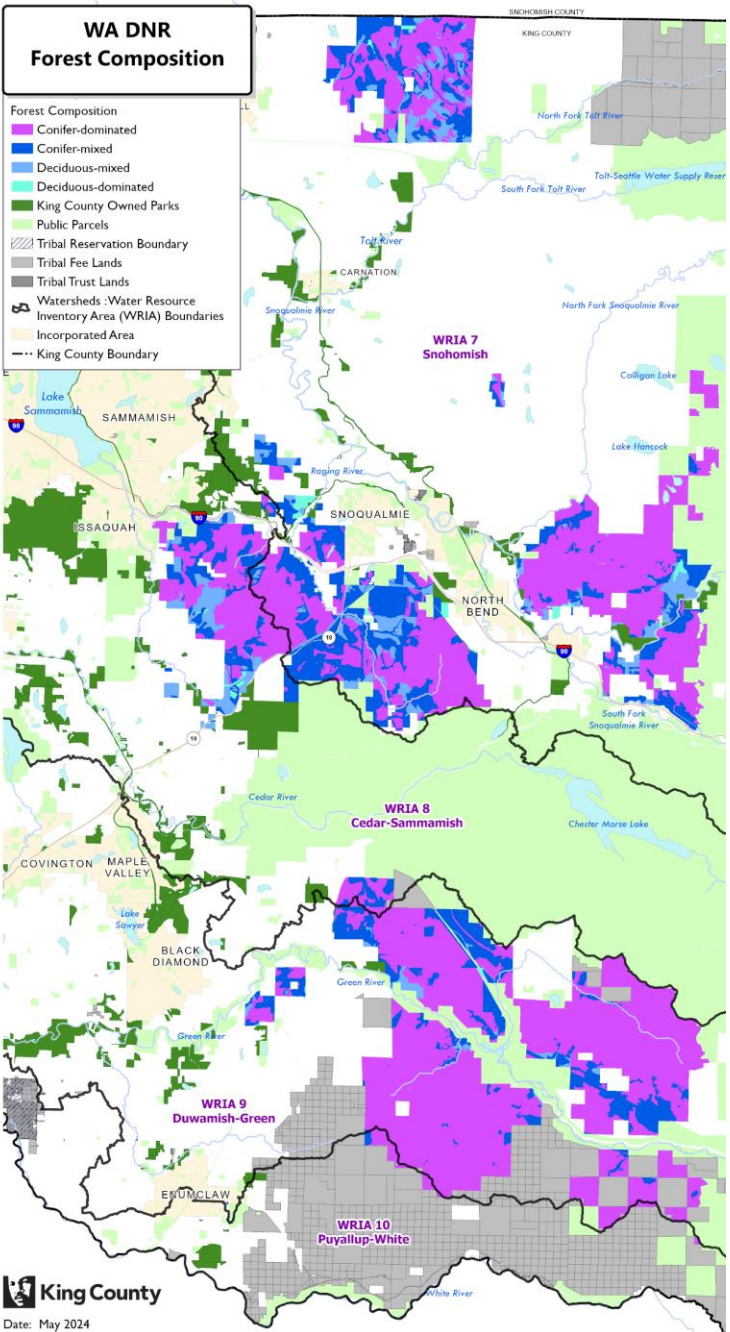 WA DNR
Forest Composition
Forest Composition
Conifer-dominated
Conifer-mixed
Deciduous-mixed
Deciduous-dominated
King County Owned Parks
Public Parcels
Tribal Reservation Boundary
Tribal Fee Lands
Tribal Trust Lands
Watersheds :Water Resource
Inventory Area (WRIA) Boundaries
Incorporated Area
King County Boundary
SNOHOMISH COUNTY
KING COUNTY
North Fork Tolt River
Tolt-Seattle Water Supply Reser
South Fork Tolt River
Tolt River
CARNATION
Snoqualmie River
North Fork Snoqualmie River
WRIA 7
Snohomish
Calligan Lake
Lake
Sammamish
90
SAMMAMISH
Lake Hancock
Raging River
SNOQUALMIE
ISSAQUAH
90
NORTH
BEND
18
90
South Fork
Snoqualmie River
18
Cedar River
WRIA 8
Cedar-Sammamish
Chester Morse Lake
COVINGTON
MAPLE
VALLEY
Lake
Sawyer
BLACK
DIAMOND
Green River
Green River
WRIA 9
Duwamish-Green
ENUMCLAW
WRIA 10
Puyallup-White
White River
King County
Date: May 2024